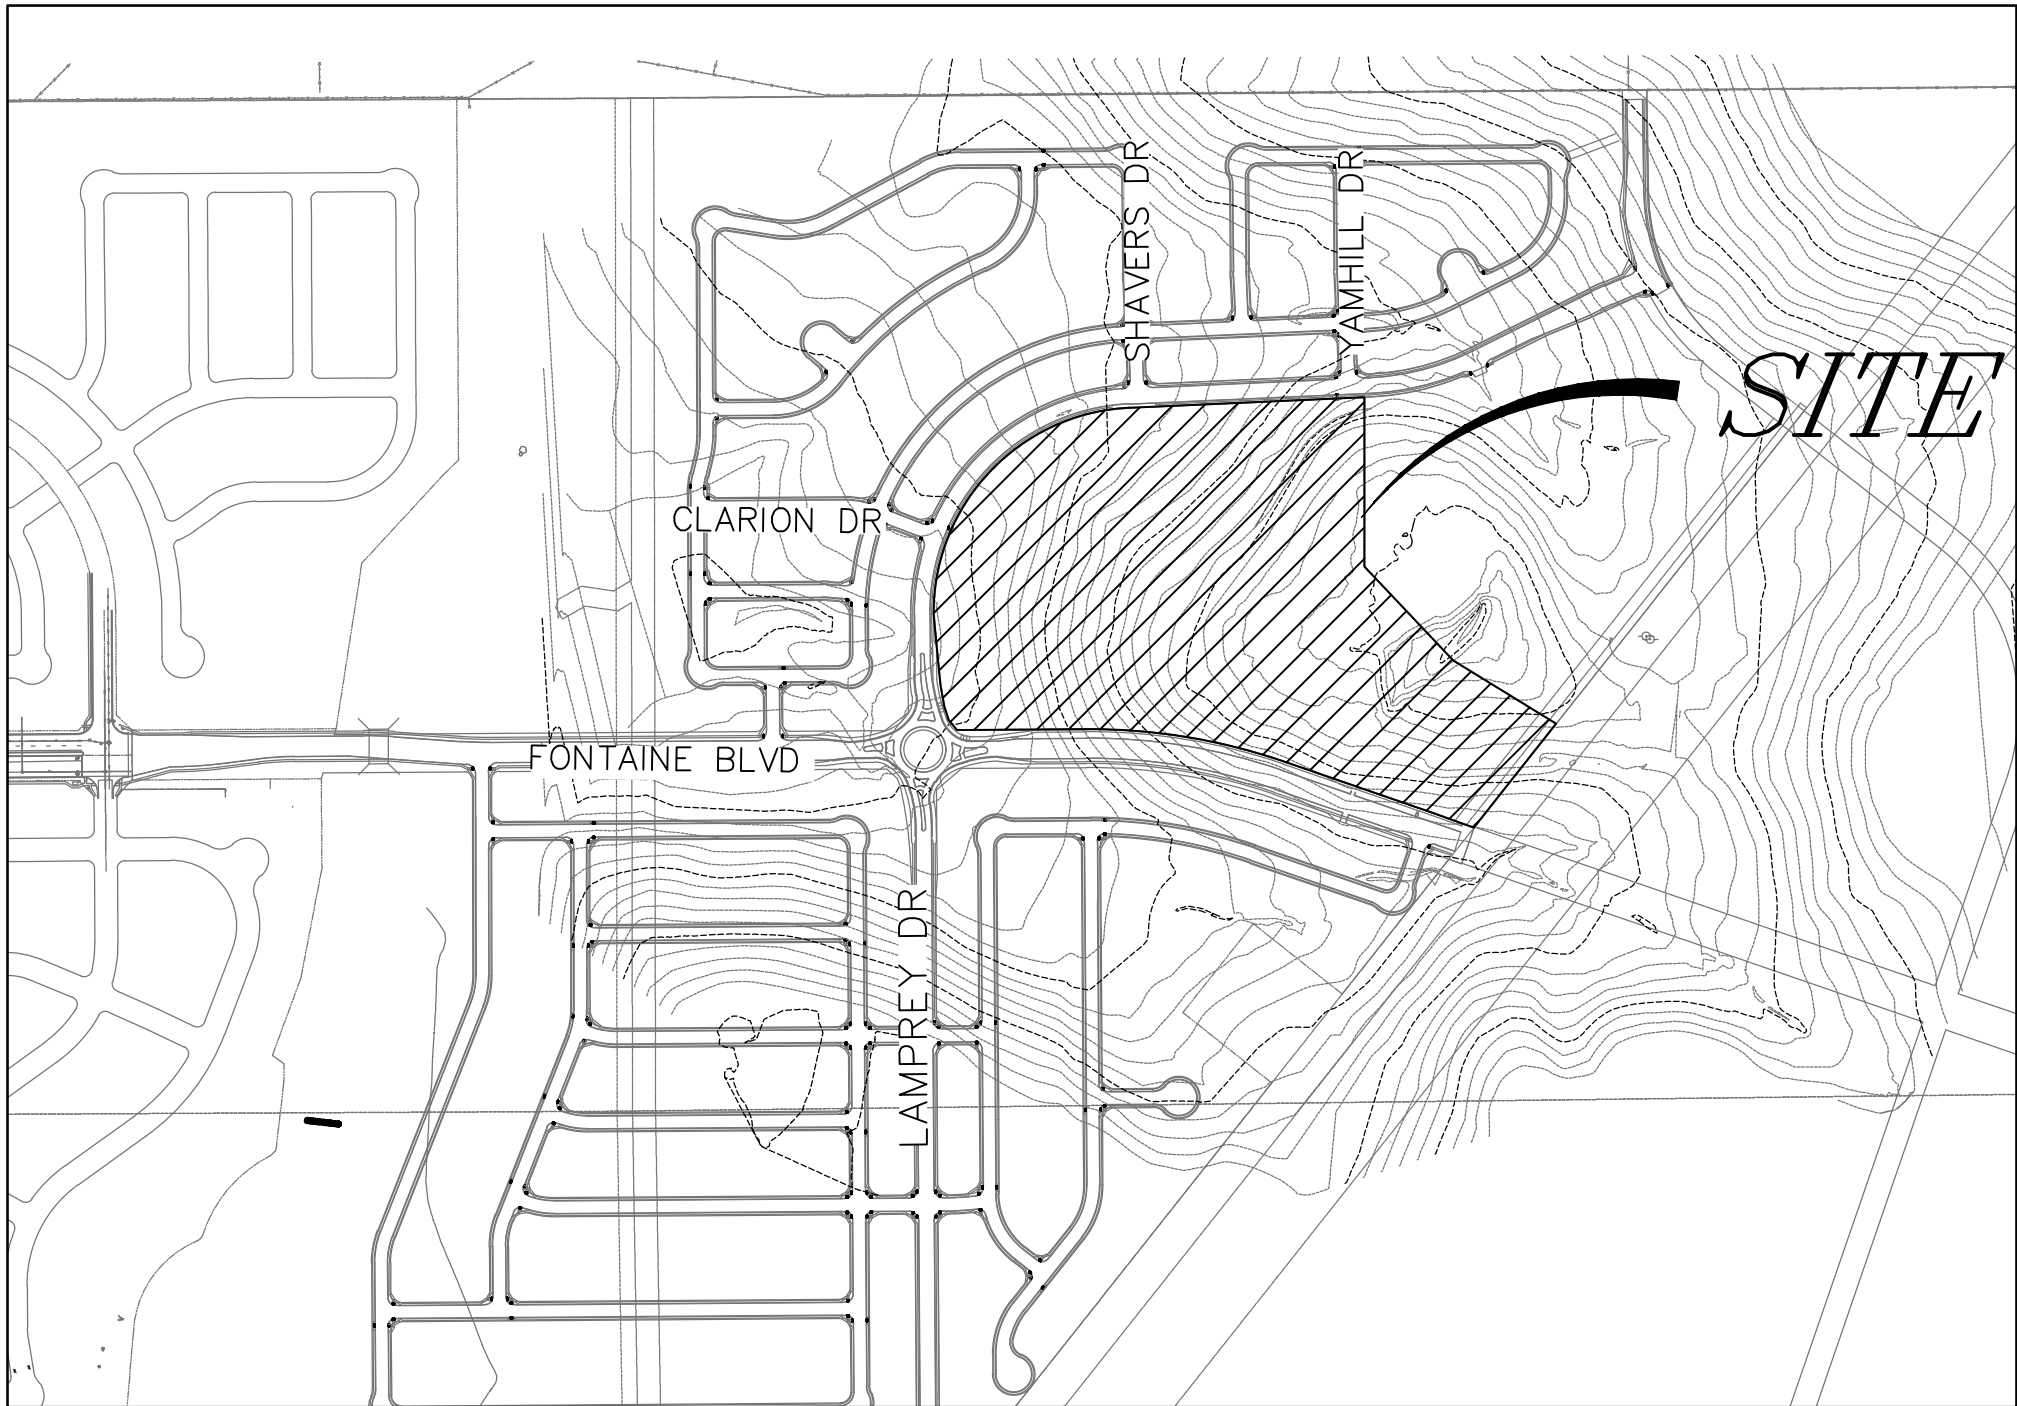 SHAVERS DR
YAMHILL DR
SITE
CLARION DR
FONTAINE BLVD
LAMPREY DR